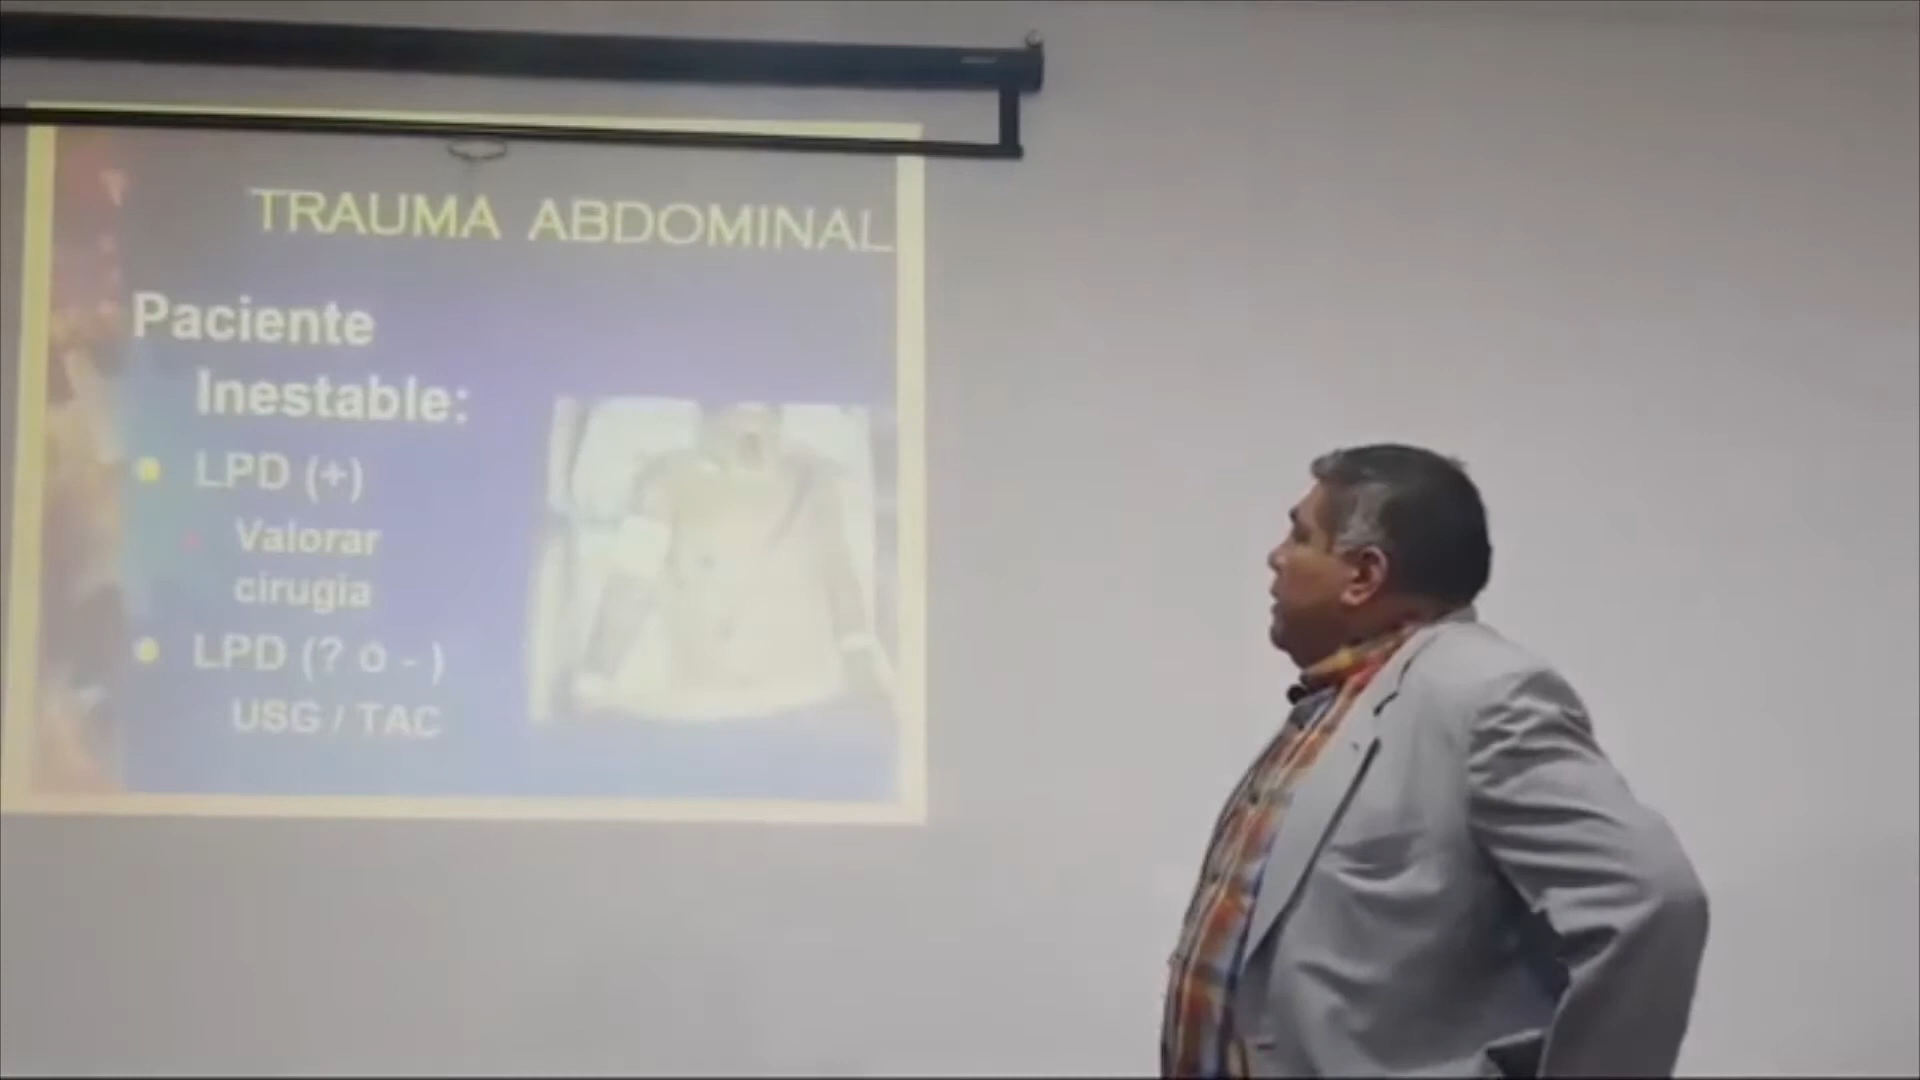 TRAUMA ABDOMINAL
Paciente
Inestable:
LPD (+)
Valorar
cirugia
LPD (? ó - )
USG / TAC